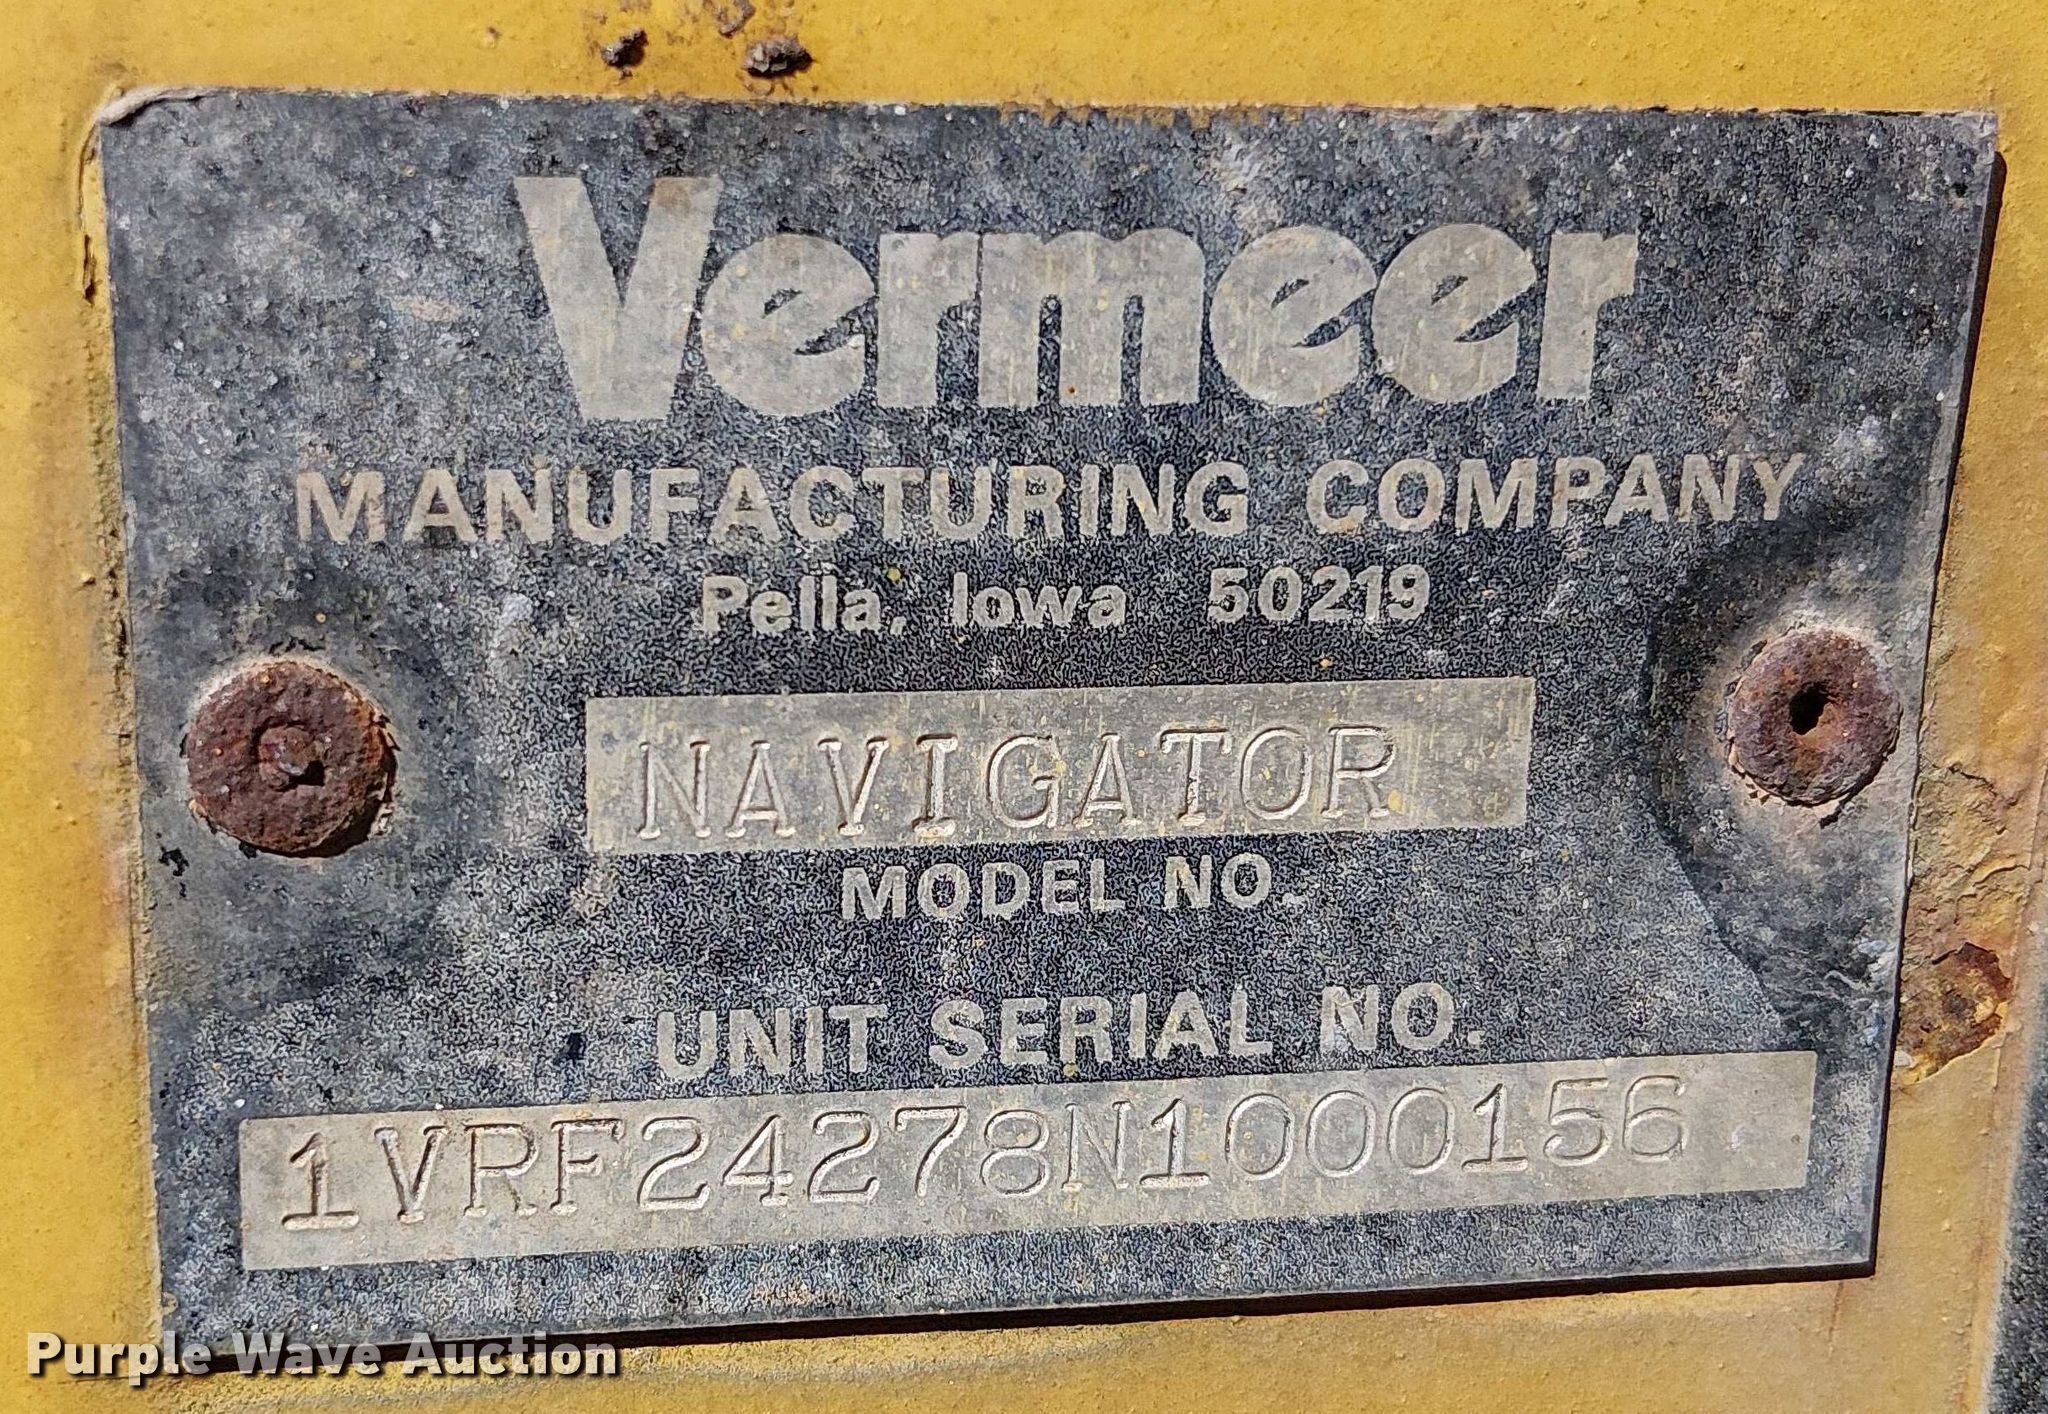 Vermeer
MANUFACTURING COMPANY
Pella, Iowa 50219
NAVIGATOR
MODEL NO.
UNIT SERIAL NO.
1VRF24278N1000156
Purple Wave Auction